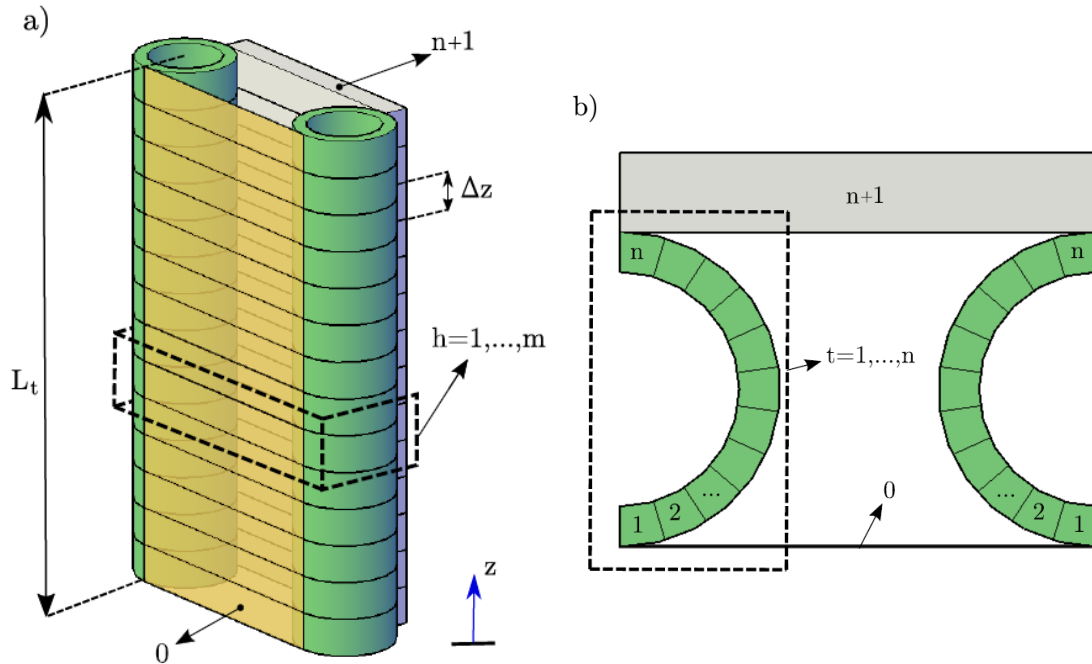 a)
n+1
Δz
h=1,...,m
L_t
z
0
b)
n+1
n
n
t=1,...,n
0
...
...
1
2
2
1